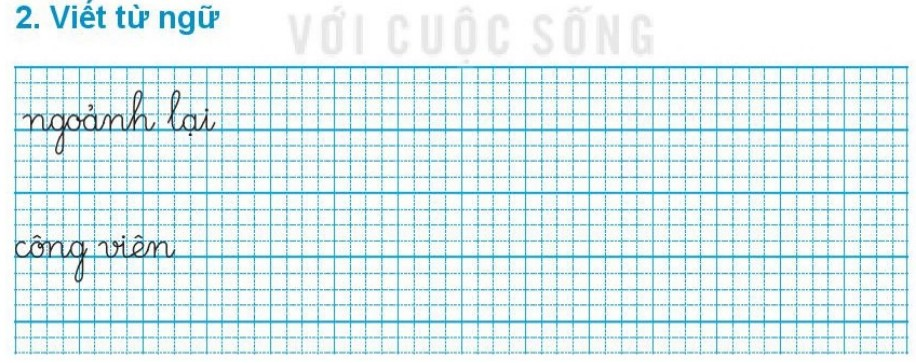 2. Viết từ ngữ
VỚI CUỘC SỐNG
ngoảnh lại
công viên